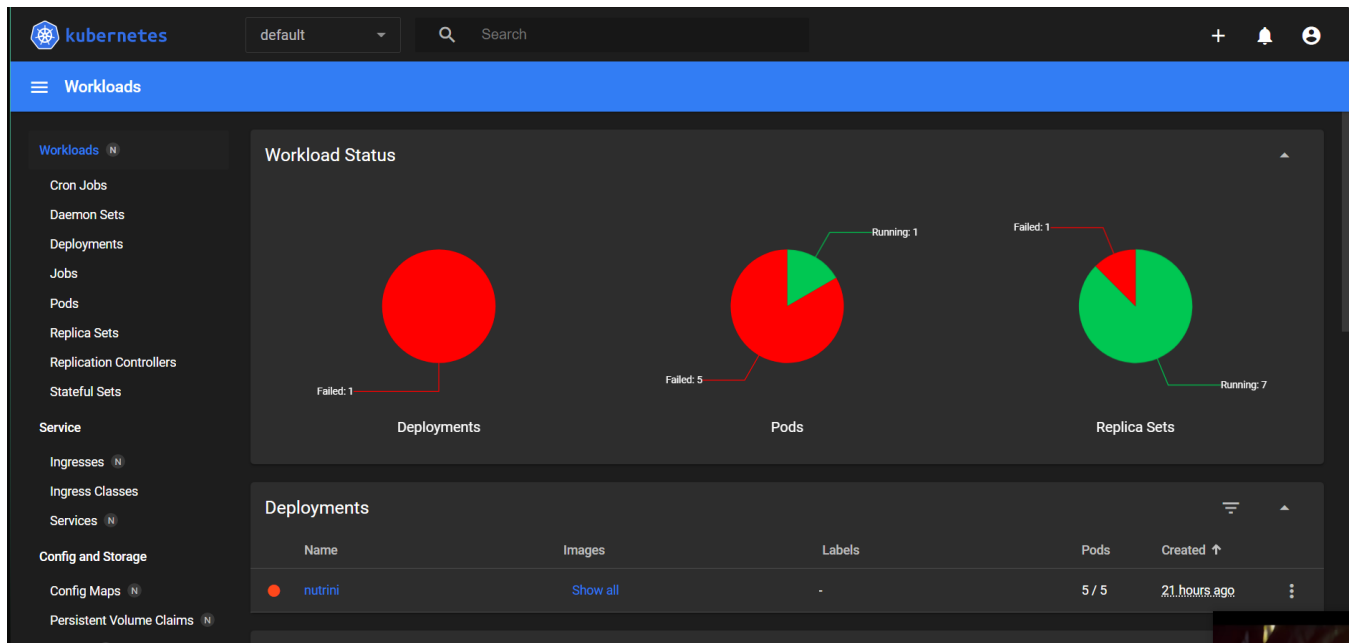 kubernetes
default
Search
Workloads
Workloads N
Cron Jobs
Daemon Sets
Deployments
Jobs
Pods
Replica Sets
Replication Controllers
Stateful Sets
Service
Ingresses N
Ingress Classes
Services N
Config and Storage
Config Maps N
Persistent Volume Claims N
Workload Status
Failed: 1
Deployments
Running: 1
Failed: 5
Pods
Failed: 1
Running: 7
Replica Sets
Deployments
Name Images Labels Pods Created
nutrini Show all - 5 / 5 21 hours ago